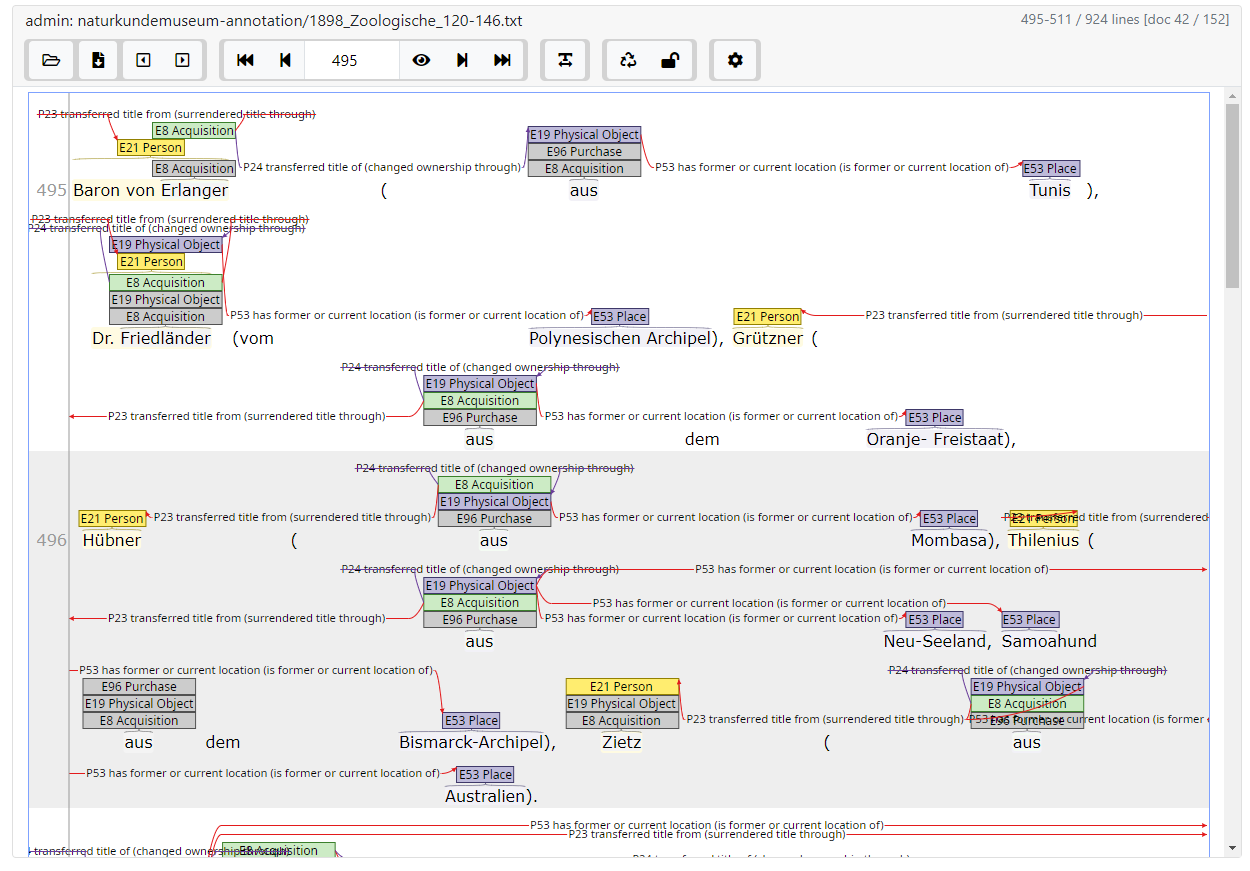 admin: naturkundemuseum-annotation/1898_Zoologische_120-146.txt 495-511 / 924 lines [doc 42 / 152]
495
P23 transferred title from (surrendered title through)
E8 Acquisition E19 Physical Object
E21 Person E96 Purchase
E8 Acquisition P24 transferred title of (changed ownership through) E8 Acquisition P53 has former or current location (is former or current location of) E53 Place
495 Baron von Erlanger ( aus Tunis ),
P23 transferred title from (surrendered title through)
P24 transferred title of (changed ownership through)
E19 Physical Object
E21 Person
E8 Acquisition
E19 Physical Object
E8 Acquisition P53 has former or current location (is former or current location of) E53 Place E21 Person P23 transferred title from (surrendered title through)
Dr. Friedländer (vom Polynesischen Archipel), Grützner (
P24 transferred title of (changed ownership through)
E19 Physical Object
E8 Acquisition
P23 transferred title from (surrendered title through) E96 Purchase P53 has former or current location (is former or current location of) E53 Place
aus dem Oranje- Freistaat),
P24 transferred title of (changed ownership through)
E8 Acquisition
E19 Physical Object
E21 Person P23 transferred title from (surrendered title through) E96 Purchase P53 has former or current location (is former or current location of) E53 Place E21 Person P23 transferred title from (surrendered
496 Hübner ( aus Mombasa), Thilenius (
P24 transferred title of (changed ownership through) P53 has former or current location (is former or current location of)
E19 Physical Object
E8 Acquisition P53 has former or current location (is former or current location of)
P23 transferred title from (surrendered title through) E96 Purchase P53 has former or current location (is former or current location of) E53 Place E53 Place
aus Neu-Seeland, Samoahund
P53 has former or current location (is former or current location of) P24 transferred title of (changed ownership through)
E96 Purchase E21 Person E19 Physical Object
E19 Physical Object E19 Physical Object E8 Acquisition
E8 Acquisition E53 Place E8 Acquisition P23 transferred title from (surrendered title through) P53 has former or current location (is former E96 Purchase
aus dem Bismarck-Archipel), Zietz ( aus
P53 has former or current location (is former or current location of) E53 Place
Australien).
P53 has former or current location (is former or current location of)
P23 transferred title from (surrendered title through)
transferred title of (changed ownership through) E8 Acquisition